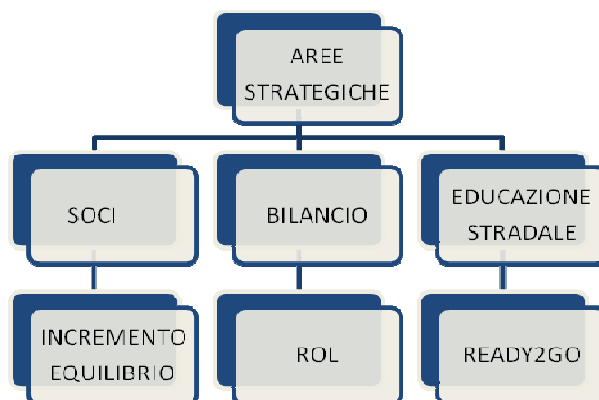 AREE
STRATEGICHE
SOCI
BILANCIO
EDUCAZIONE
STRADALE
INCREMENTO
EQUILIBRIO
ROL
READY2GO